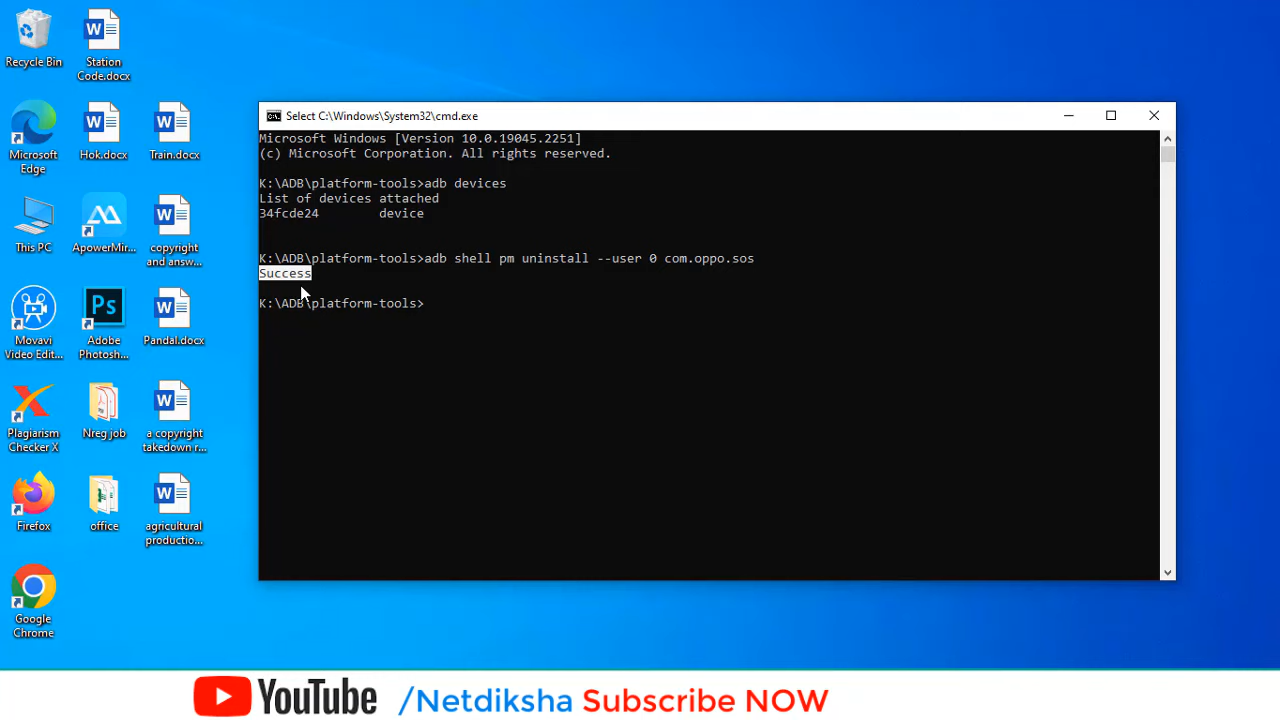 Recycle Bin
Station
Code.docx
Microsoft
Edge
Hok.docx
Train.docx
This PC
ApowerMir...
copyright
and answ...
Movavi
Video Edit...
Ps
Adobe
Photosh...
Pandal.docx
Plagiarism
Checker X
Nreg job
a copyright
takedown r...
Firefox
office
agricultural
productio...
Google
Chrome
Select C:\Windows\System32\cmd.exe
Microsoft Windows [Version 10.0.19045.2251]
(c) Microsoft Corporation. All rights reserved.
K:\ADB\platform-tools>adb devices
List of devices attached
34fcde24 device
K:\ADB\platform-tools>adb shell pm uninstall --user 0 com.oppo.sos
Success
K:\ADB\platform-tools>
YouTube /Netdiksha Subscribe NOW